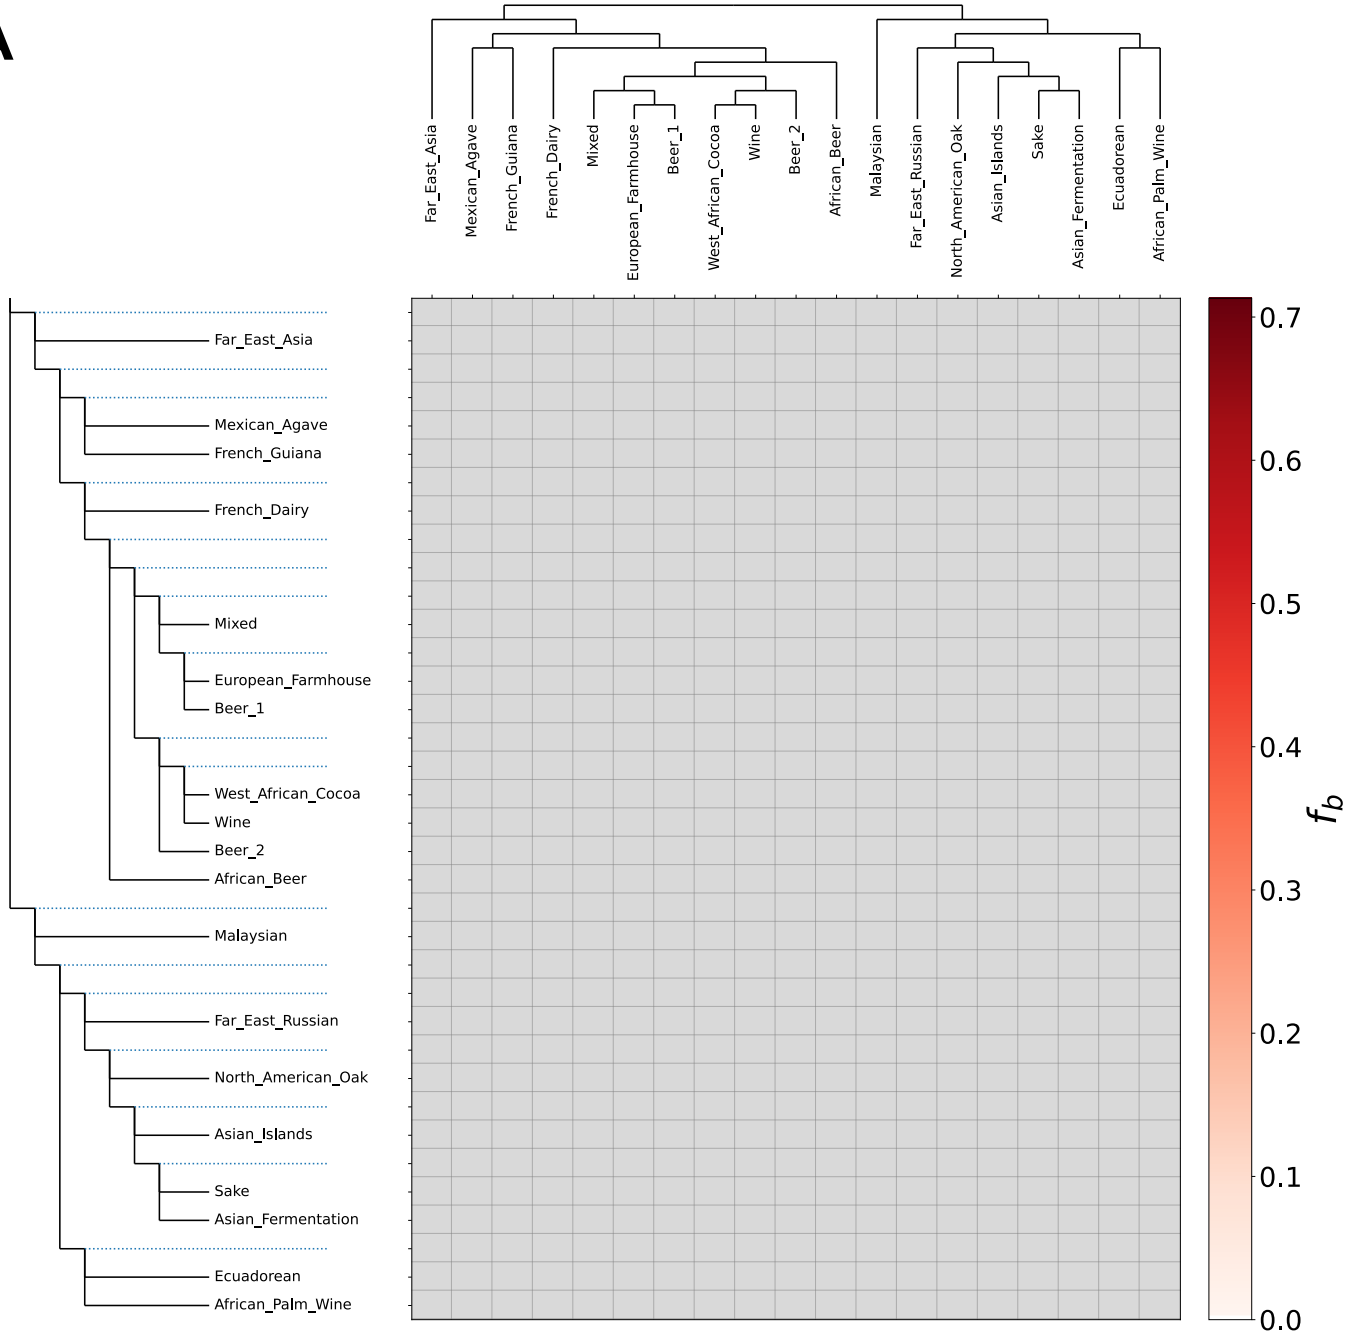 A
Far_East_Asia
Mexican_Agave
French_Guiana
French_Dairy
Mixed
European_Farmhouse
Beer_1
West_African_Cocoa
Wine
Beer_2
African_Beer
Malaysian
Far_East_Russian
North_American_Oak
Asian_Islands
Sake
Asian_Fermentation
Ecuadorean
African_Palm_Wine
Far_East_Asia
Mexican_Agave
French_Guiana
French_Dairy
Mixed
European_Farmhouse
Beer_1
West_African_Cocoa
Wine
Beer_2
African_Beer
Malaysian
Far_East_Russian
North_American_Oak
Asian_Islands
Sake
Asian_Fermentation
Ecuadorean
African_Palm_Wine
0.7
0.6
0.5
0.4
0.3
0.2
0.1
0.0
f_b